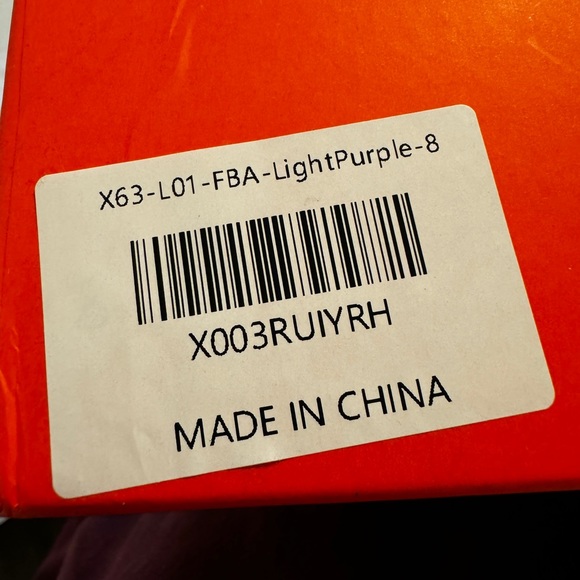 X63-L01-FBA-LightPurple-8
X003RUIYRH
MADE IN CHINA